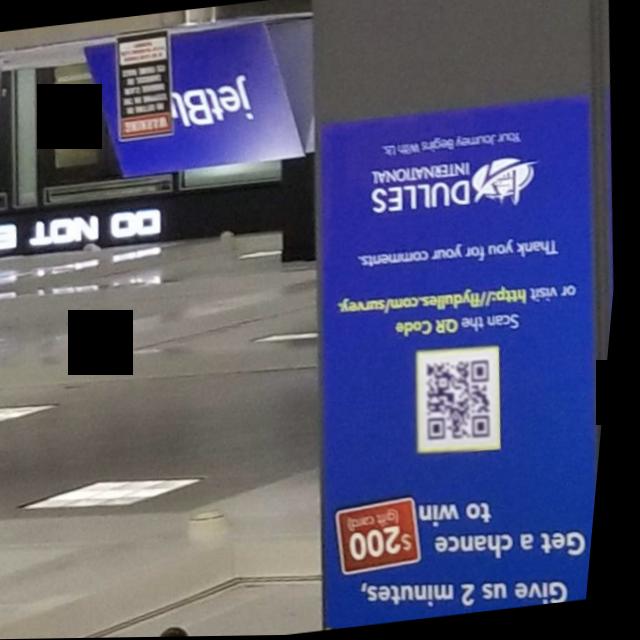 Give us 2 minutes,
Get a chance
to win
$200
(gift card)
Scan the QR Code
or visit http://flydulles.com/survey.
Thank you for your comments.
DULLES
INTERNATIONAL
Your Journey Begins With Us.
DO NOT
jetBlu
WARNING